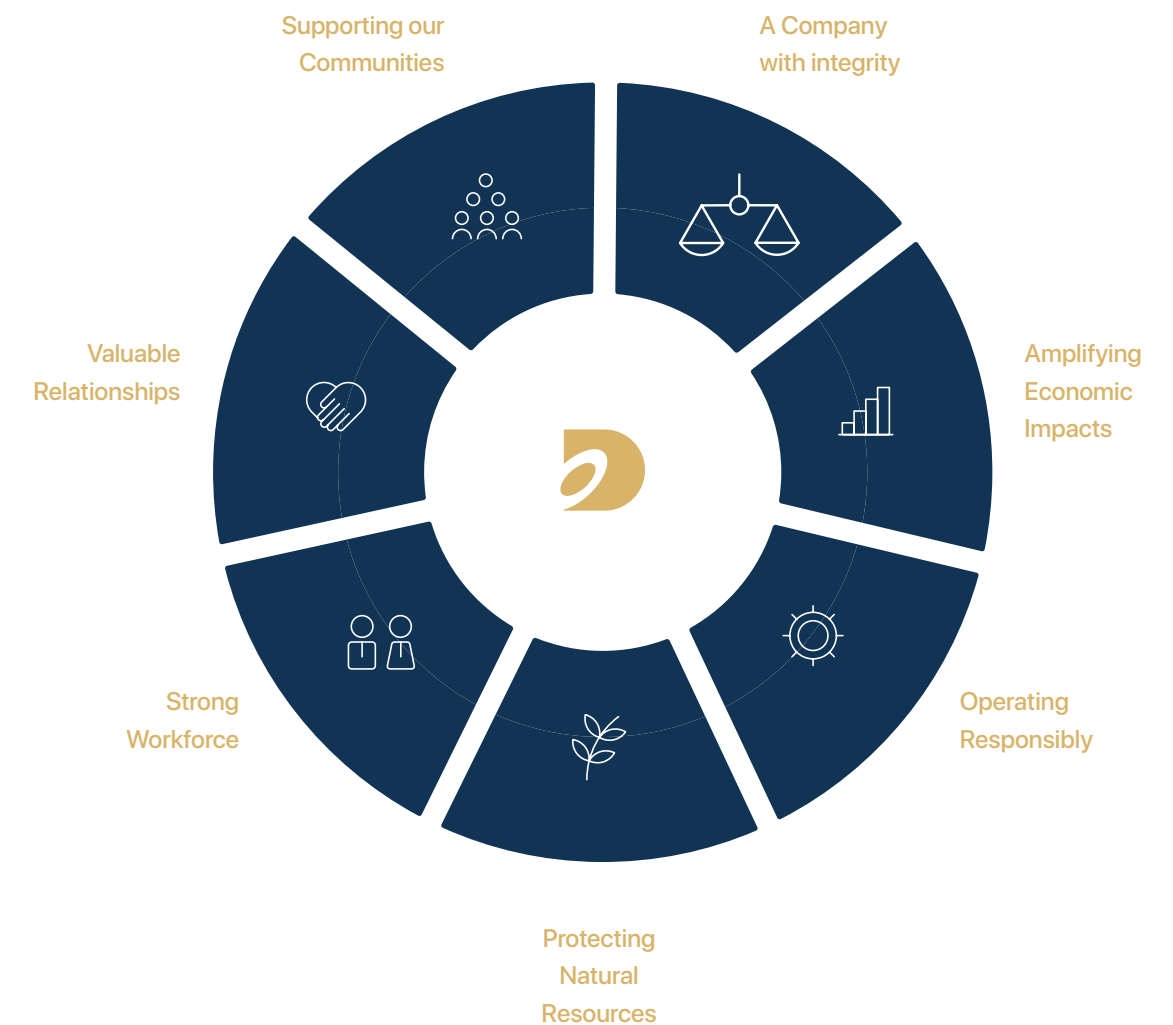 Supporting our
Communities
A Company
with integrity
Valuable
Relationships
Amplifying
Economic
Impacts
Strong
Workforce
Operating
Responsibly
Protecting
Natural
Resources